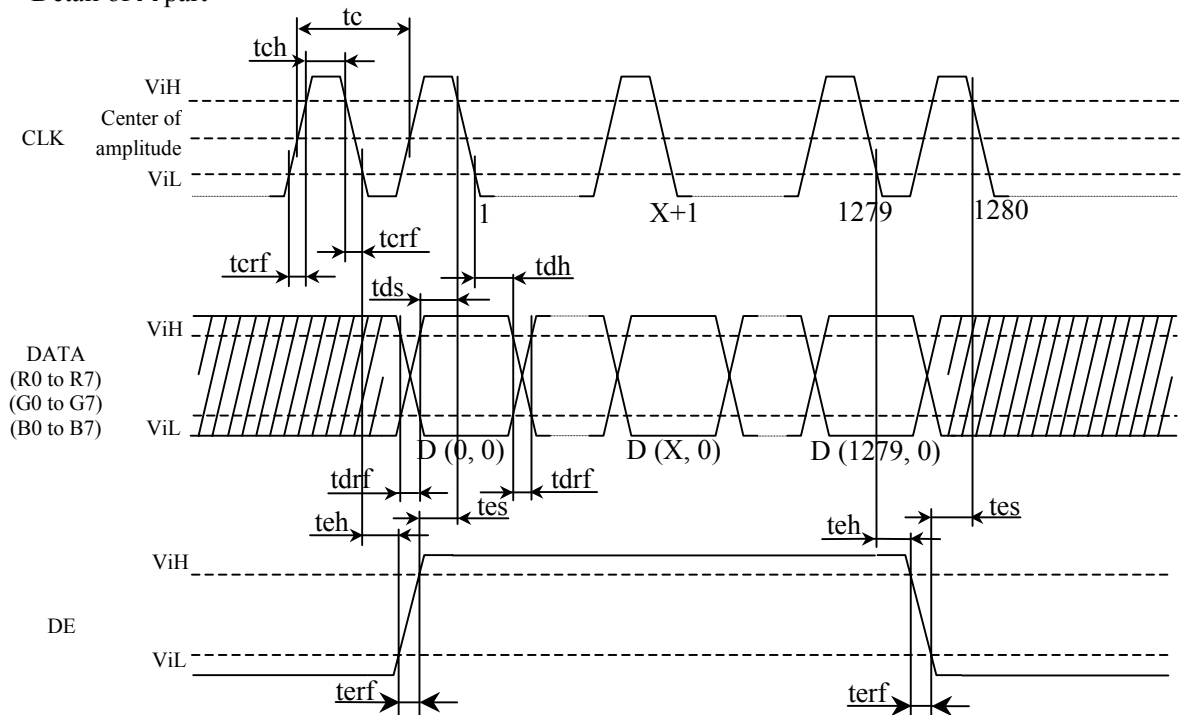 tc
tch
ViH
Center of
amplitude
CLK
ViL
1
X+1
1279
1280
tcrf
tcrf
tdh
tds
ViH
DATA
(R0 to R7)
(G0 to G7)
(B0 to B7)
ViL
D (0, 0)
D (X, 0)
D (1279, 0)
tdrf
tdrf
teh
tes
teh
tes
ViH
DE
ViL
terf
terf